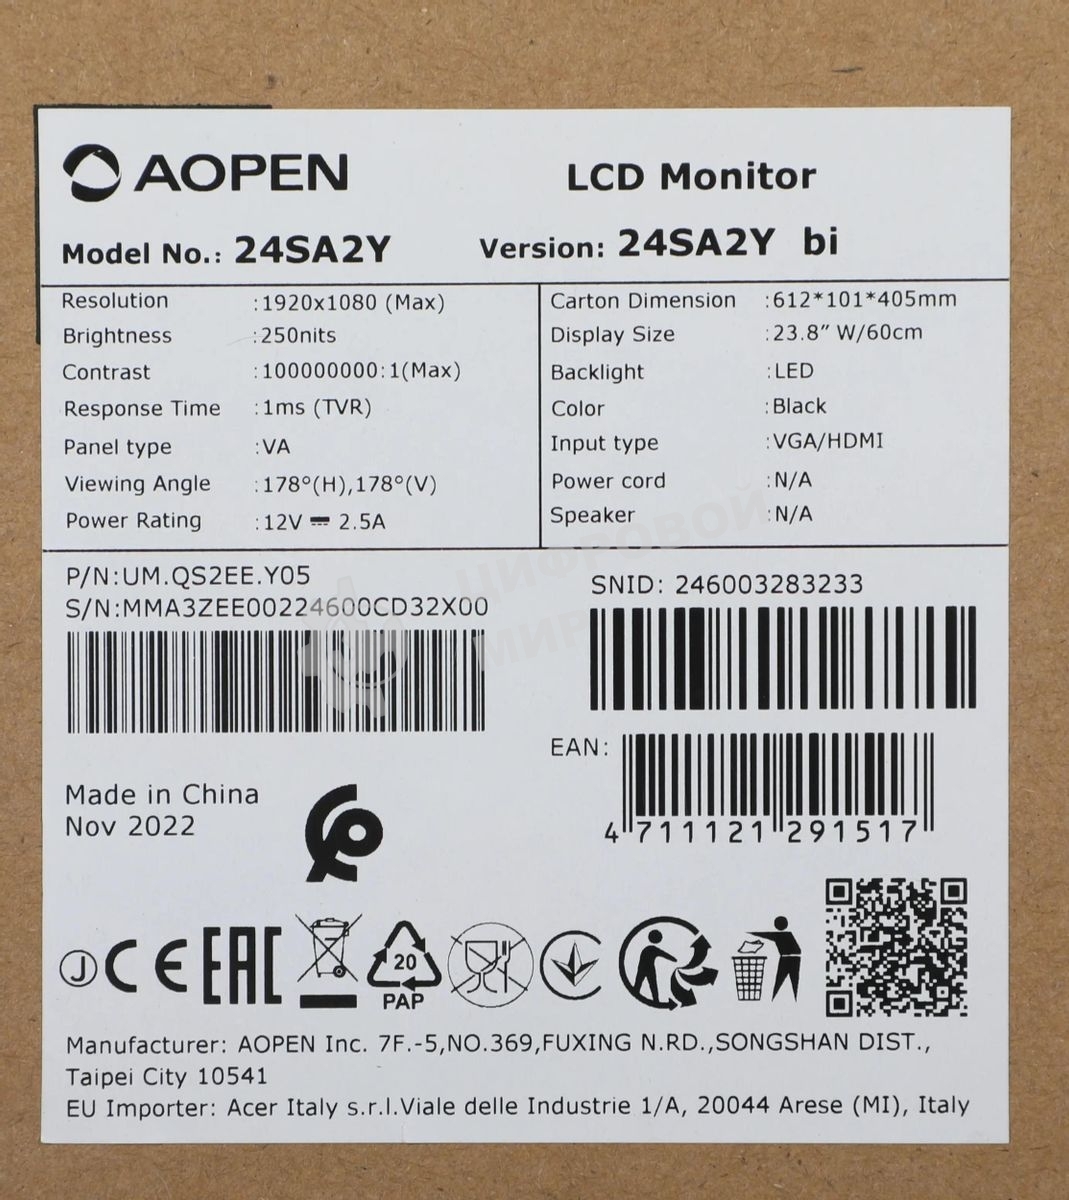 AOPEN
LCD Monitor
Model No.: 24SA2Y
Version: 24SA2Y bi
Resolution :1920x1080 (Max)
Brightness :250nits
Contrast :100000000:1(Max)
Response Time :1ms (TVR)
Panel type :VA
Viewing Angle :178°(H),178°(V)
Power Rating :12V ⎓ 2.5A
Carton Dimension :612*101*405mm
Display Size :23.8” W/60cm
Backlight :LED
Color :Black
Input type :VGA/HDMI
Power cord :N/A
Speaker :N/A
P/N:UM.QS2EE.Y05
S/N:MMA3ZEE00224600CD32X00
SNID: 246003283233
ЦИФРОВОЙ
МИР
EAN:
4 711121 291517
Made in China
Nov 2022
J CE EAC
20
PAP
Manufacturer: AOPEN Inc. 7F.-5,NO.369,FUXING N.RD.,SONGSHAN DIST.,
Taipei City 10541
EU Importer: Acer Italy s.r.l.Viale delle Industrie 1/A, 20044 Arese (MI), Italy